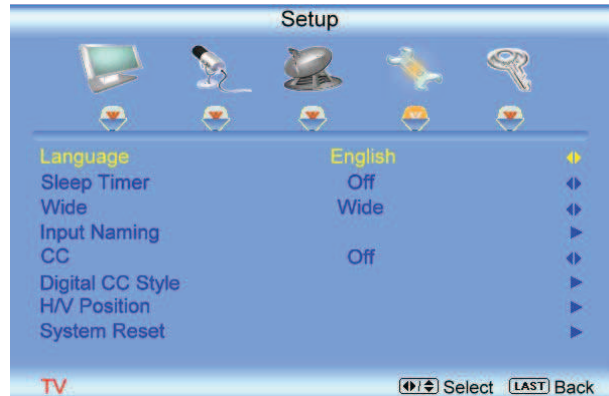 Setup
Language English
Sleep Timer Off
Wide Wide
Input Naming
CC Off
Digital CC Style
H/V Position
System Reset
TV Select LAST Back